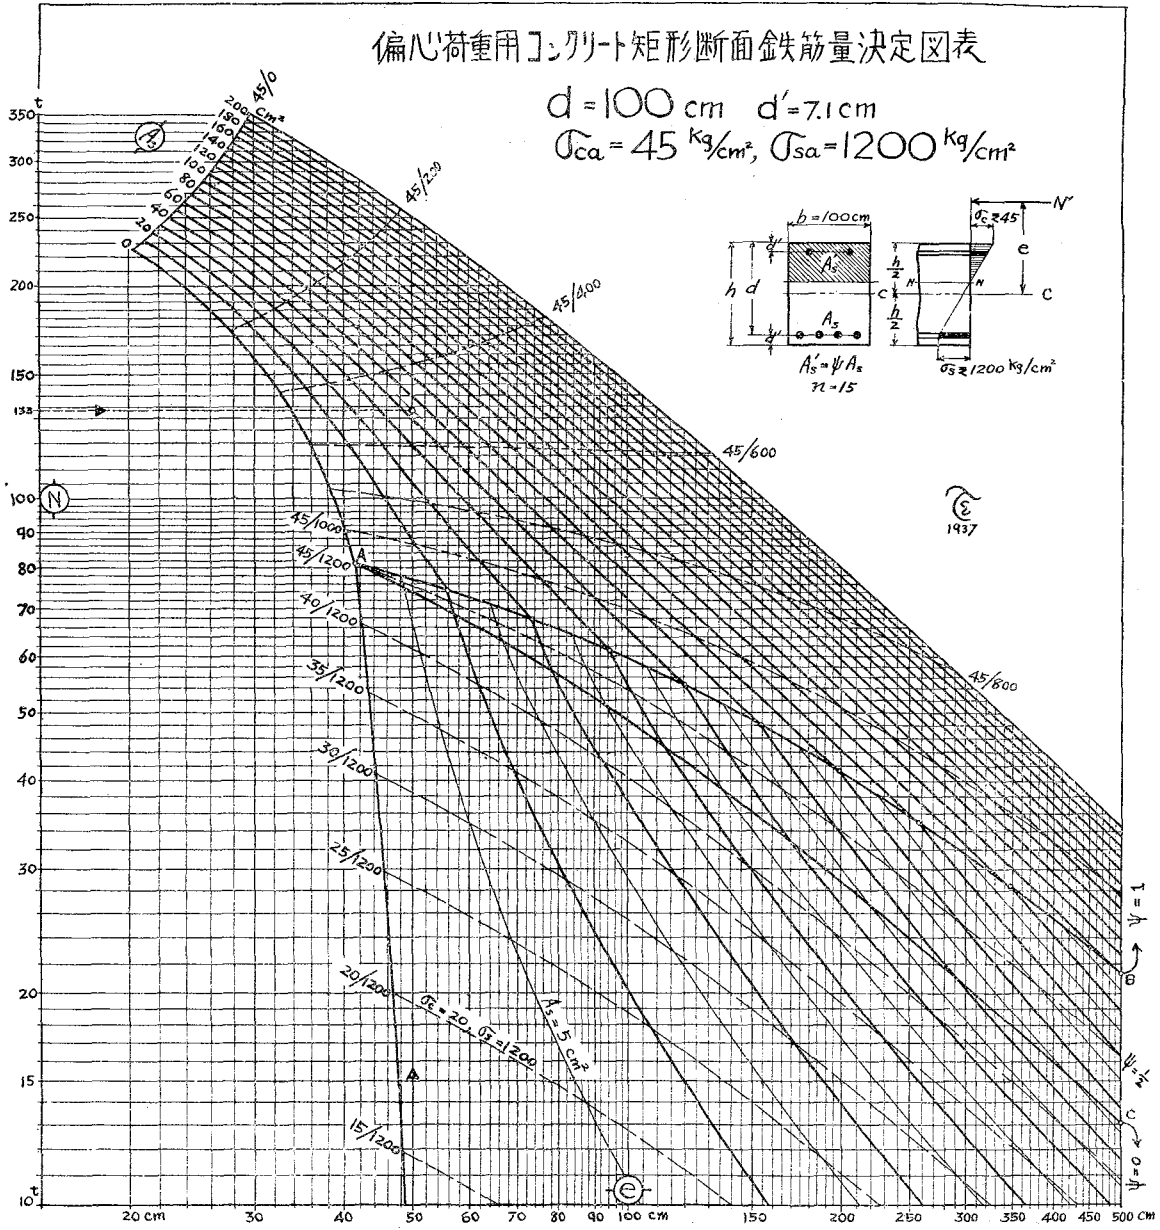 偏心荷重用コンクリート矩形断面鉄筋量決定図表
d = 100 cm d' = 7.1 cm
σca = 45 kg/cm², σsa = 1200 kg/cm²
t
350
300
250
200
150
133
100
90
80
70
60
50
40
30
20
15
10 t
N
As'
200 cm²
180
160
140
120
100
80
60
40
20
0
45/0
45/200
45/400
45/600
45/800
45/1000
45/1200
40/1200
35/1200
30/1200
25/1200
20/1200
15/1200
A
σc = 20, σs = 1200
As = 5 cm²
e
b = 100 cm
d'
As'
h
d
c
As
d'
As' = ψ As
n = 15
N'
σc ≷ 45
e
h/2
N N
C
h/2
σs ≷ 1200 kg/cm²
1937
ψ = 1
B
ψ = 1/2
C
ψ = 0
20 cm
30
40
50
60
70
80
90
100 cm
150
200
250
300
350
400
450
500 cm